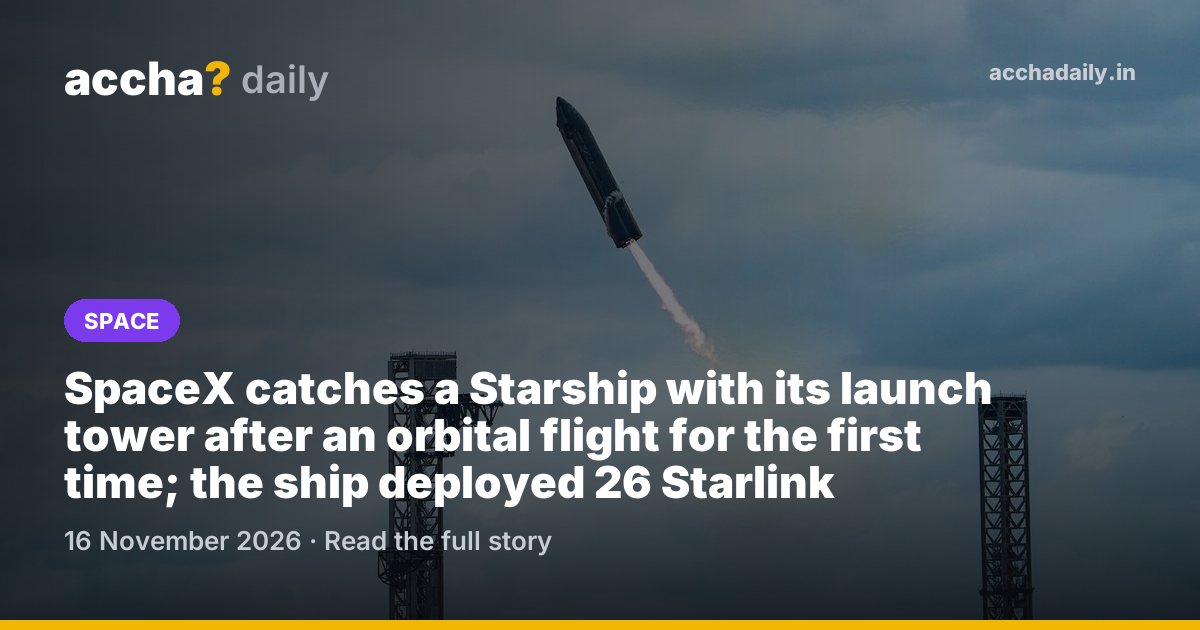 accha? daily
acchadaily.in
SPACE
SpaceX catches a Starship with its launch
tower after an orbital flight for the first
time; the ship deployed 26 Starlink
16 November 2026 · Read the full story